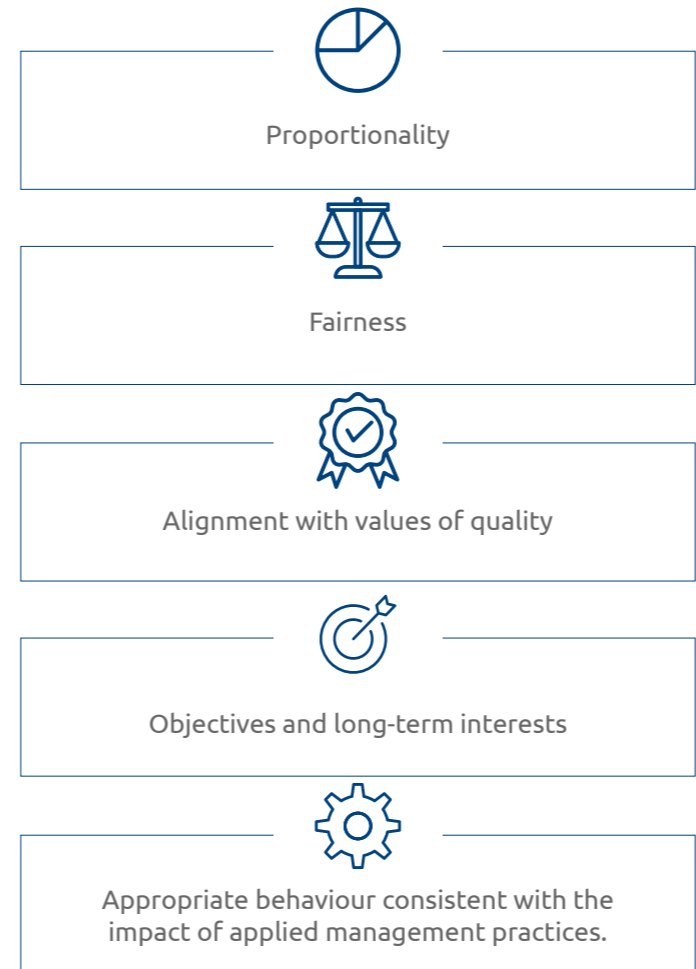 Proportionality
Fairness
Alignment with values of quality
Objectives and long-term interests
Appropriate behaviour consistent with the
impact of applied management practices.